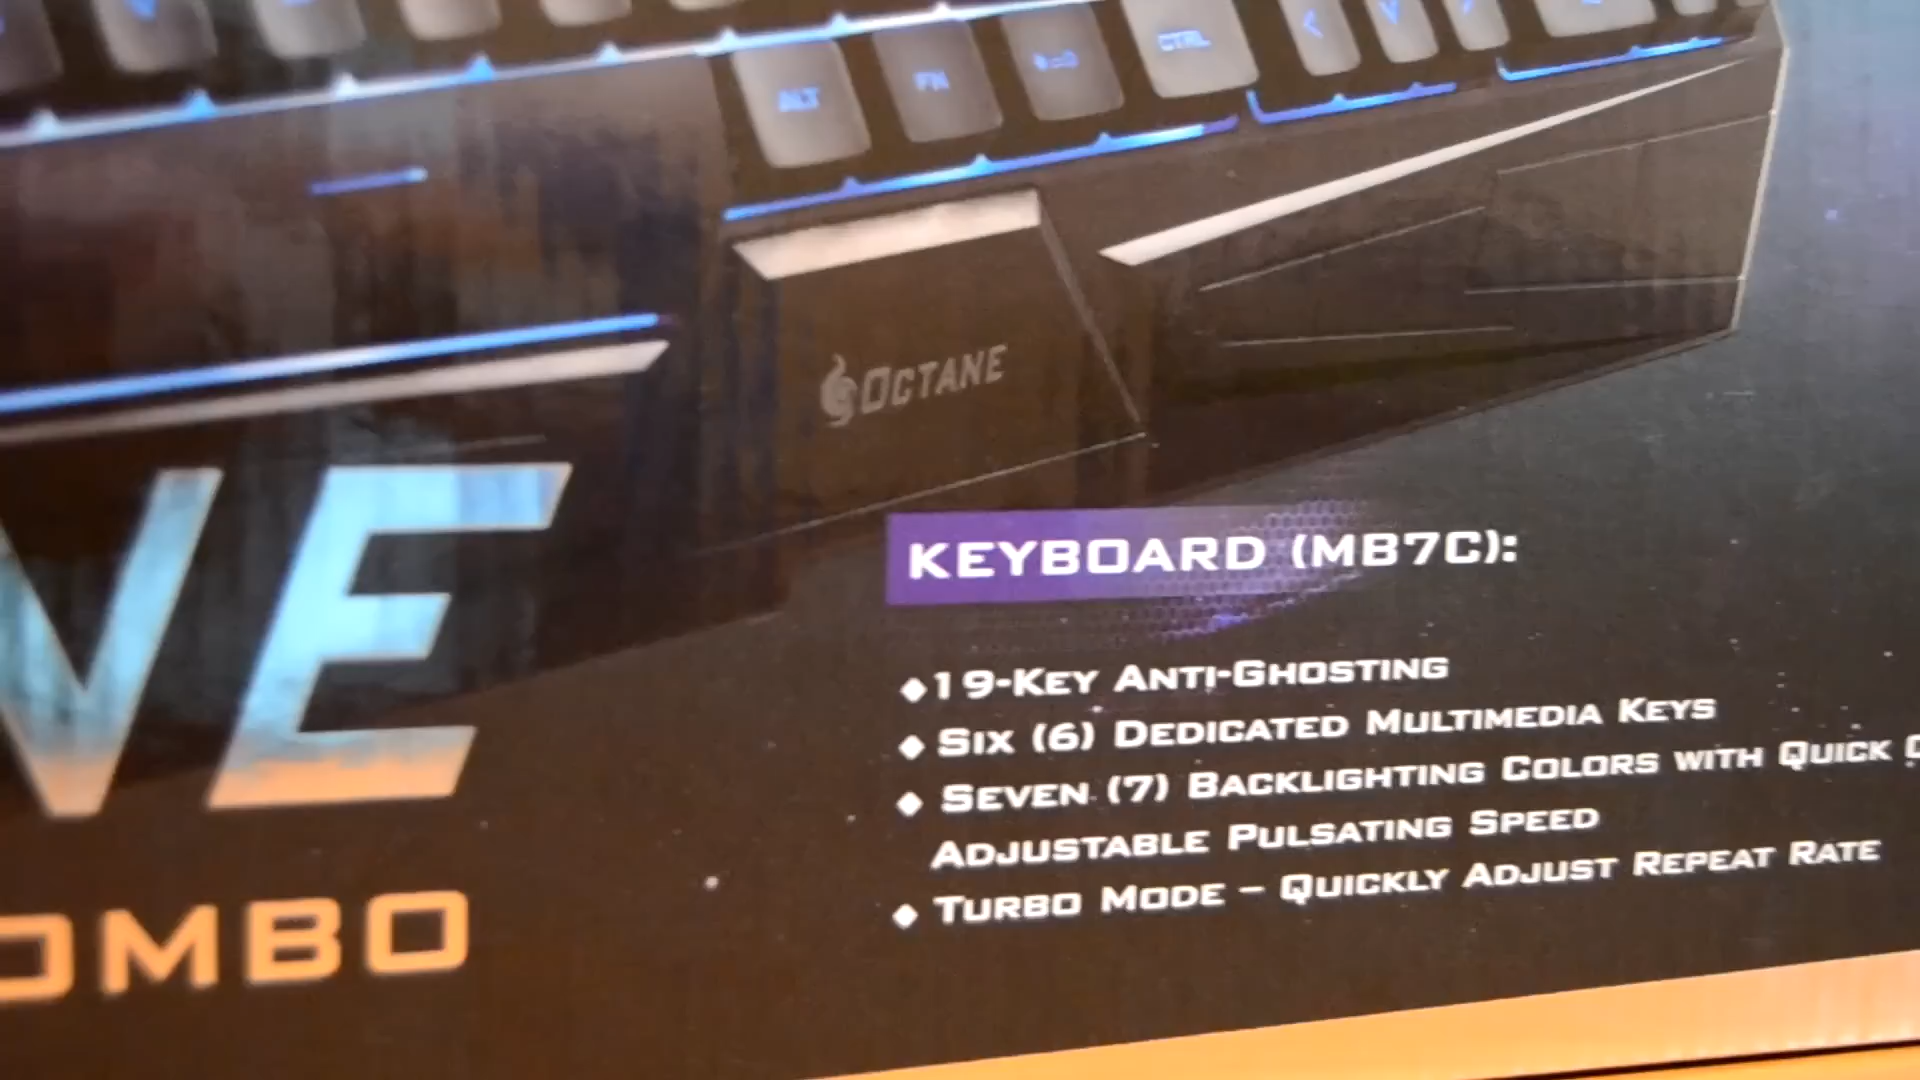 ALT FN CTRL
OCTANE
NE
OMBO
KEYBOARD (MB7C):
◆19-KEY ANTI-GHOSTING
◆ SIX (6) DEDICATED MULTIMEDIA KEYS
◆ SEVEN (7) BACKLIGHTING COLORS WITH QUICK
ADJUSTABLE PULSATING SPEED
◆ TURBO MODE – QUICKLY ADJUST REPEAT RATE